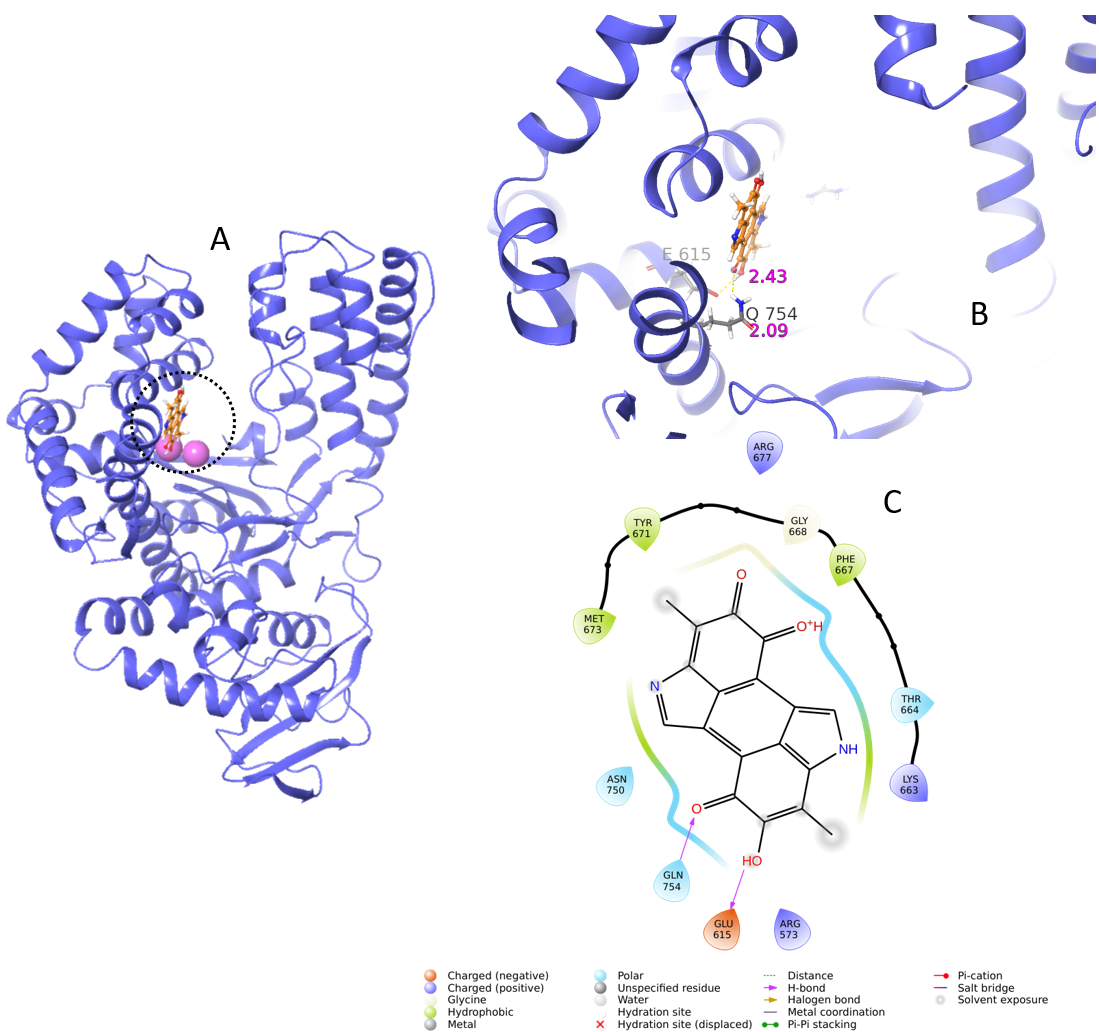 A
E 615
2.43
Q 754
2.09
B
ARG
677
C
TYR
671
GLY
668
PHE
667
MET
673
O
O⁺H
N
NH
THR
664
LYS
663
ASN
750
O
HO
GLN
754
GLU
615
ARG
573
Charged (negative)
Charged (positive)
Glycine
Hydrophobic
Metal
Polar
Unspecified residue
Water
Hydration site
Hydration site (displaced)
Distance
H-bond
Halogen bond
Metal coordination
Pi-Pi stacking
Pi-cation
Salt bridge
Solvent exposure